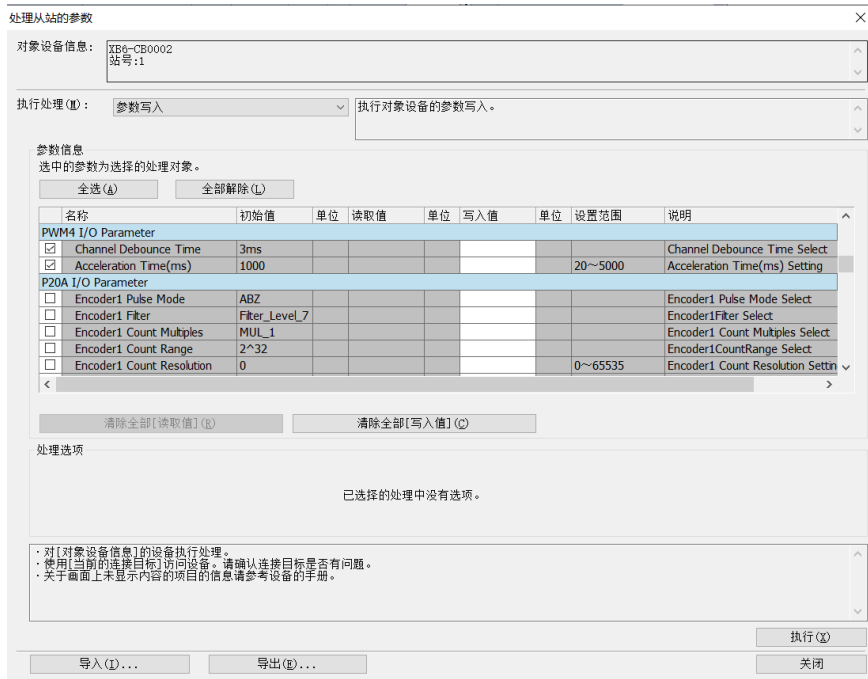 处理从站的参数
对象设备信息:
XB6-CB0002
站号:1
执行处理(M):
参数写入
执行对象设备的参数写入。
参数信息
选中的参数为选择的处理对象。
全选(A) 全部解除(L)
名称 初始值 单位 读取值 单位 写入值 单位 设置范围 说明
PWM4 I/O Parameter
Channel Debounce Time 3ms Channel Debounce Time Select
Acceleration Time(ms) 1000 20~5000 Acceleration Time(ms) Setting
P20A I/O Parameter
Encoder1 Pulse Mode ABZ Encoder1 Pulse Mode Select
Encoder1 Filter Filter_Level_7 Encoder1Filter Select
Encoder1 Count Multiples MUL_1 Encoder1 Count Multiples Select
Encoder1 Count Range 2^32 Encoder1CountRange Select
Encoder1 Count Resolution 0 0~65535 Encoder1 Count Resolution Settin
清除全部[读取值](R) 清除全部[写入值](C)
处理选项
已选择的处理中没有选项。
·对[对象设备信息]的设备执行处理。
·使用[当前的连接目标]访问设备。请确认连接目标是否有问题。
·关于画面上未显示内容的项目的信息请参考设备的手册。
执行(X)
导入(I)... 导出(E)... 关闭